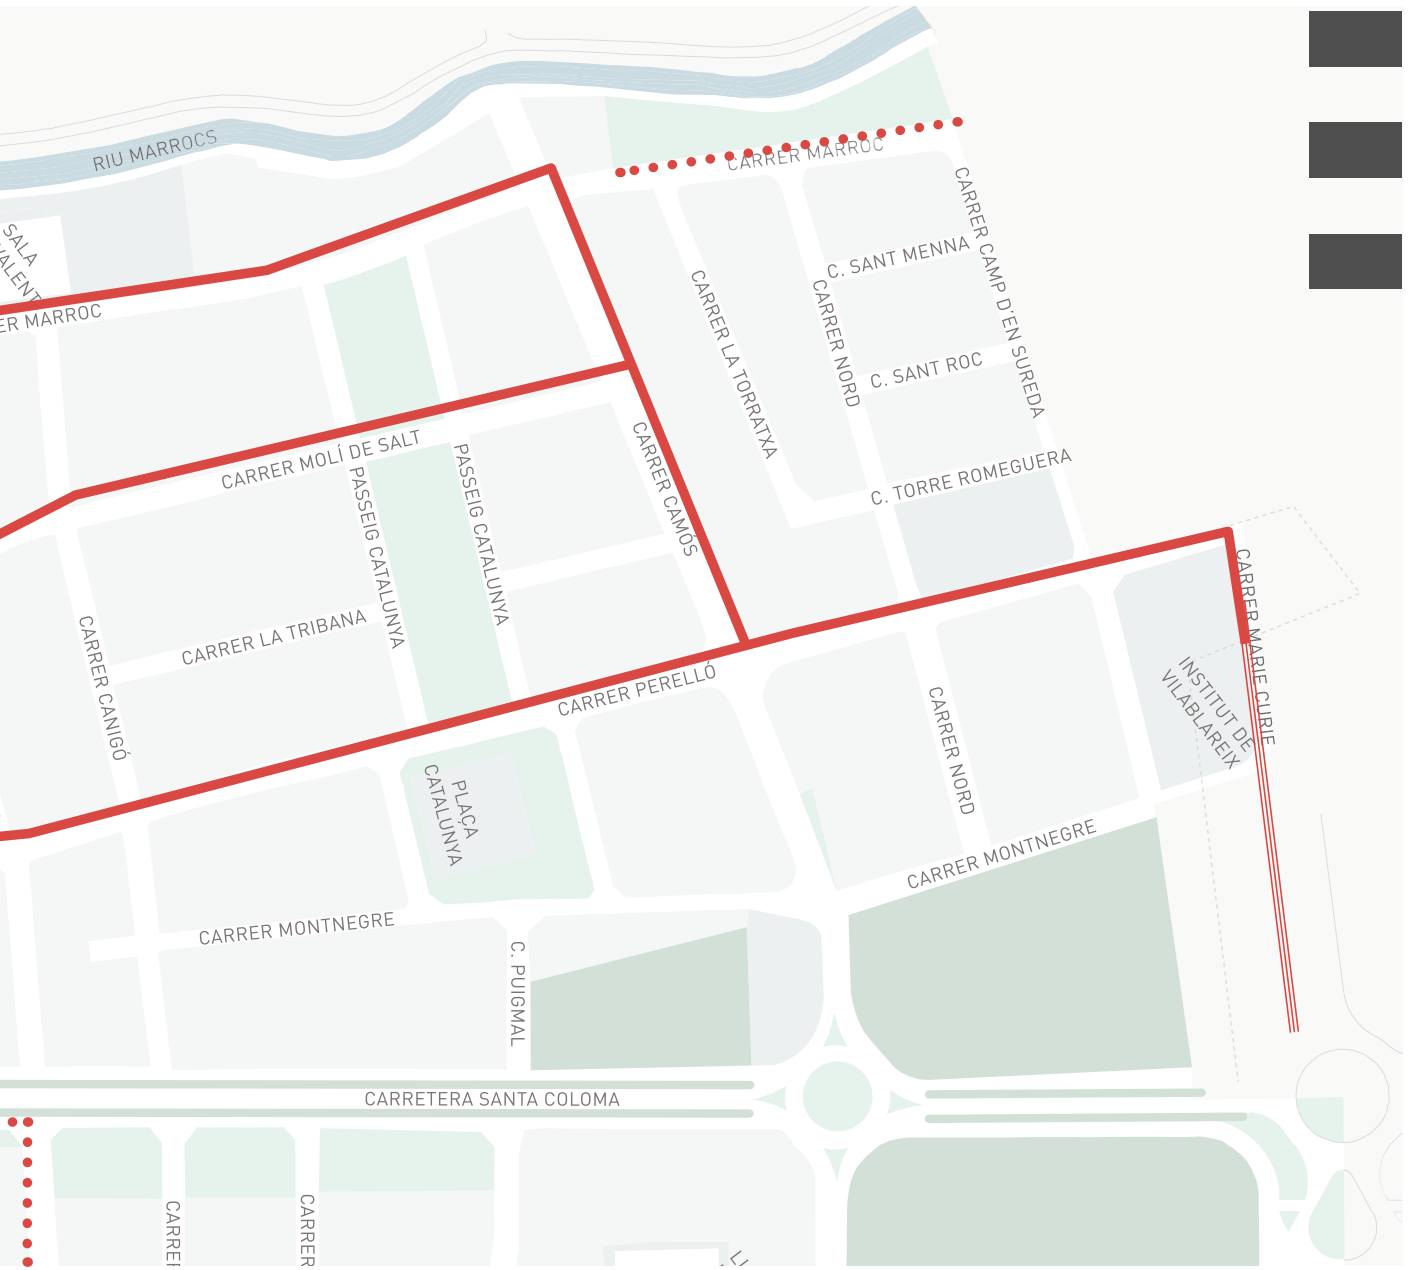 RIU MARROCS
CARRER MARROC
CARRER CAMP D'EN SUREDA
SALA
VALENT
ER MARROC
C. SANT MENNA
CARRER LA TORRATXA
CARRER NORD
C. SANT ROC
CARRER MOLÍ DE SALT
CARRER CAMÓS
PASSEIG CATALUNYA
PASSEIG CATALUNYA
C. TORRE ROMEGUERA
CARRER MARIE CURIE
CARRER LA TRIBANA
CARRER CANIGÓ
CARRER PERELLÓ
INSTITUT DE
VILABLAREIX
CARRER NORD
PLAÇA
CATALUNYA
CARRER MONTNEGRE
CARRER MONTNEGRE
C. PUIGMAL
CARRETERA SANTA COLOMA
CARRER
CARRER